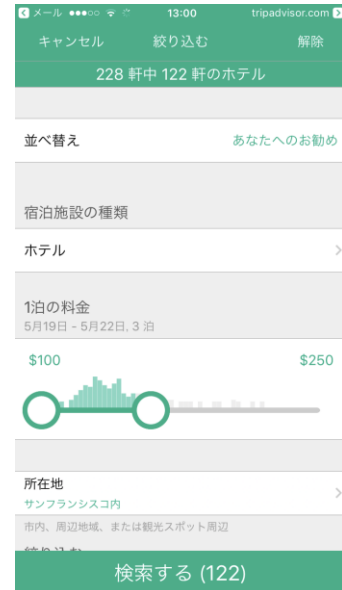 メール 13:00 tripadvisor.com
キャンセル 絞り込む 解除
228 軒中 122 軒のホテル
並べ替え あなたへのお勧め
宿泊施設の種類
ホテル
1泊の料金
5月19日 - 5月22日, 3 泊
$100 $250
所在地
サンフランシスコ内
市内、周辺地域、または観光スポット周辺
検索する (122)